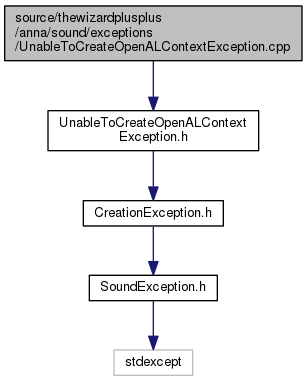 source/thewizardplusplus
/anna/sound/exceptions
/UnableToCreateOpenALContextException.cpp
UnableToCreateOpenALContext
Exception.h
CreationException.h
SoundException.h
stdexcept